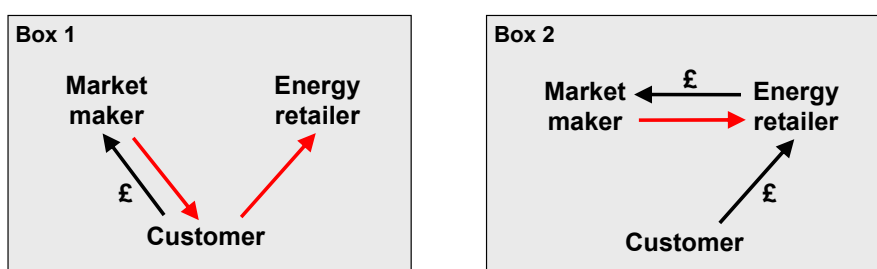 Box 1
Market
maker
Energy
retailer
£
Customer
Box 2
Market
maker
£
Energy
retailer
£
Customer